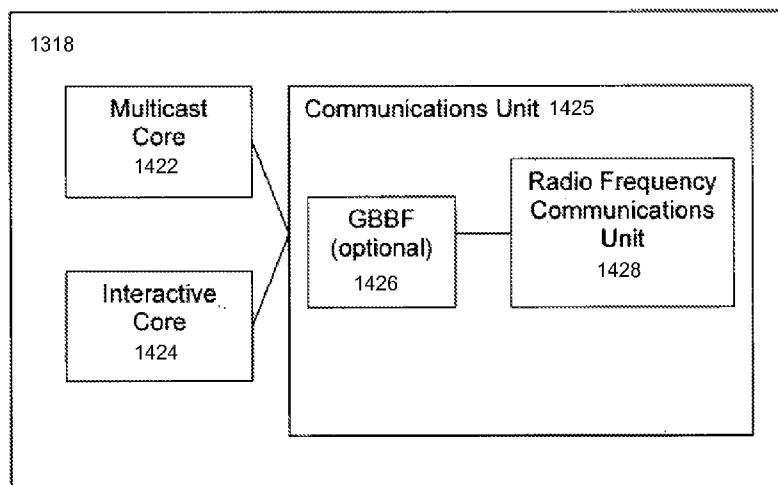 1318
Multicast
Core
1422
Interactive
Core
1424
Communications Unit 1425
GBBF
(optional)
1426
Radio Frequency
Communications
Unit
1428